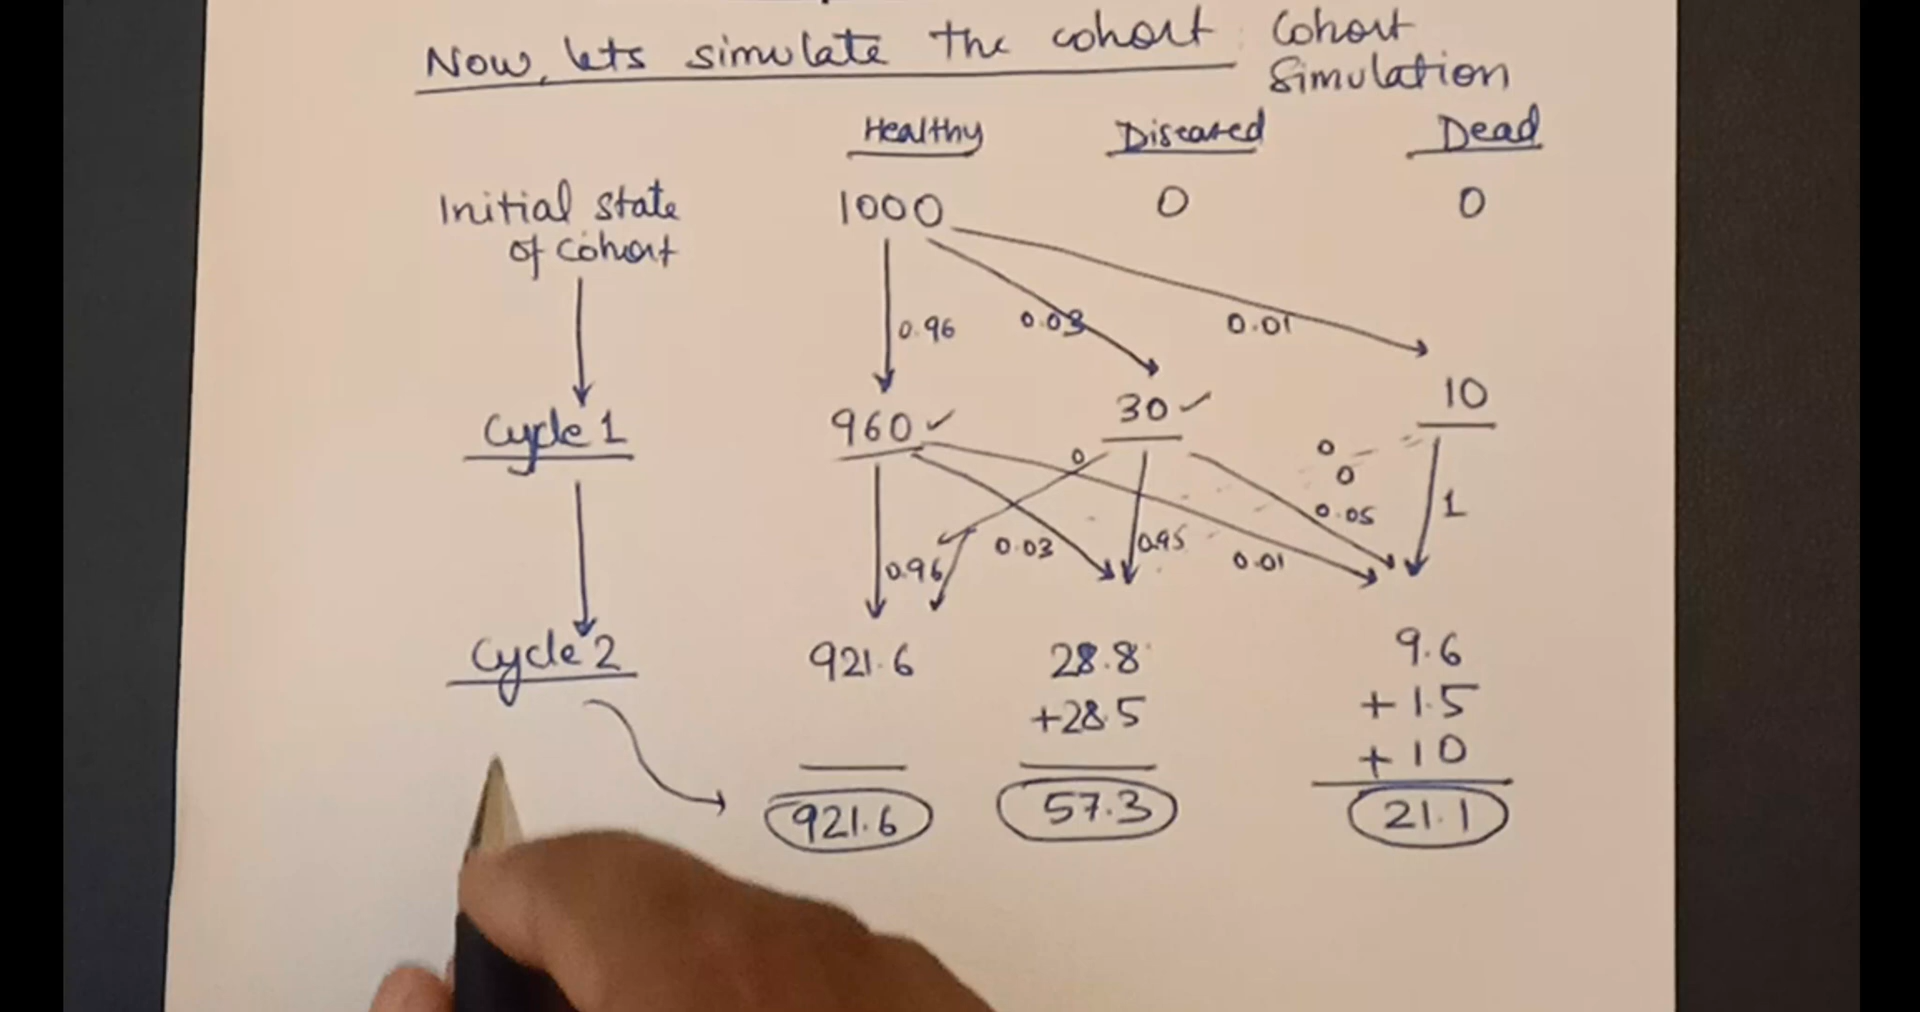 Now, lets simulate the cohort
Cohort
Simulation
Healthy Diseased Dead
Initial state
of cohort
1000 0 0
0.96 0.03 0.01
Cycle 1
960 30 10
0 0
0
0.96 0.03 0.95 0.01 0.05 1
Cycle 2
921.6 28.8 9.6
+28.5 +1.5
+10
921.6 57.3 21.1